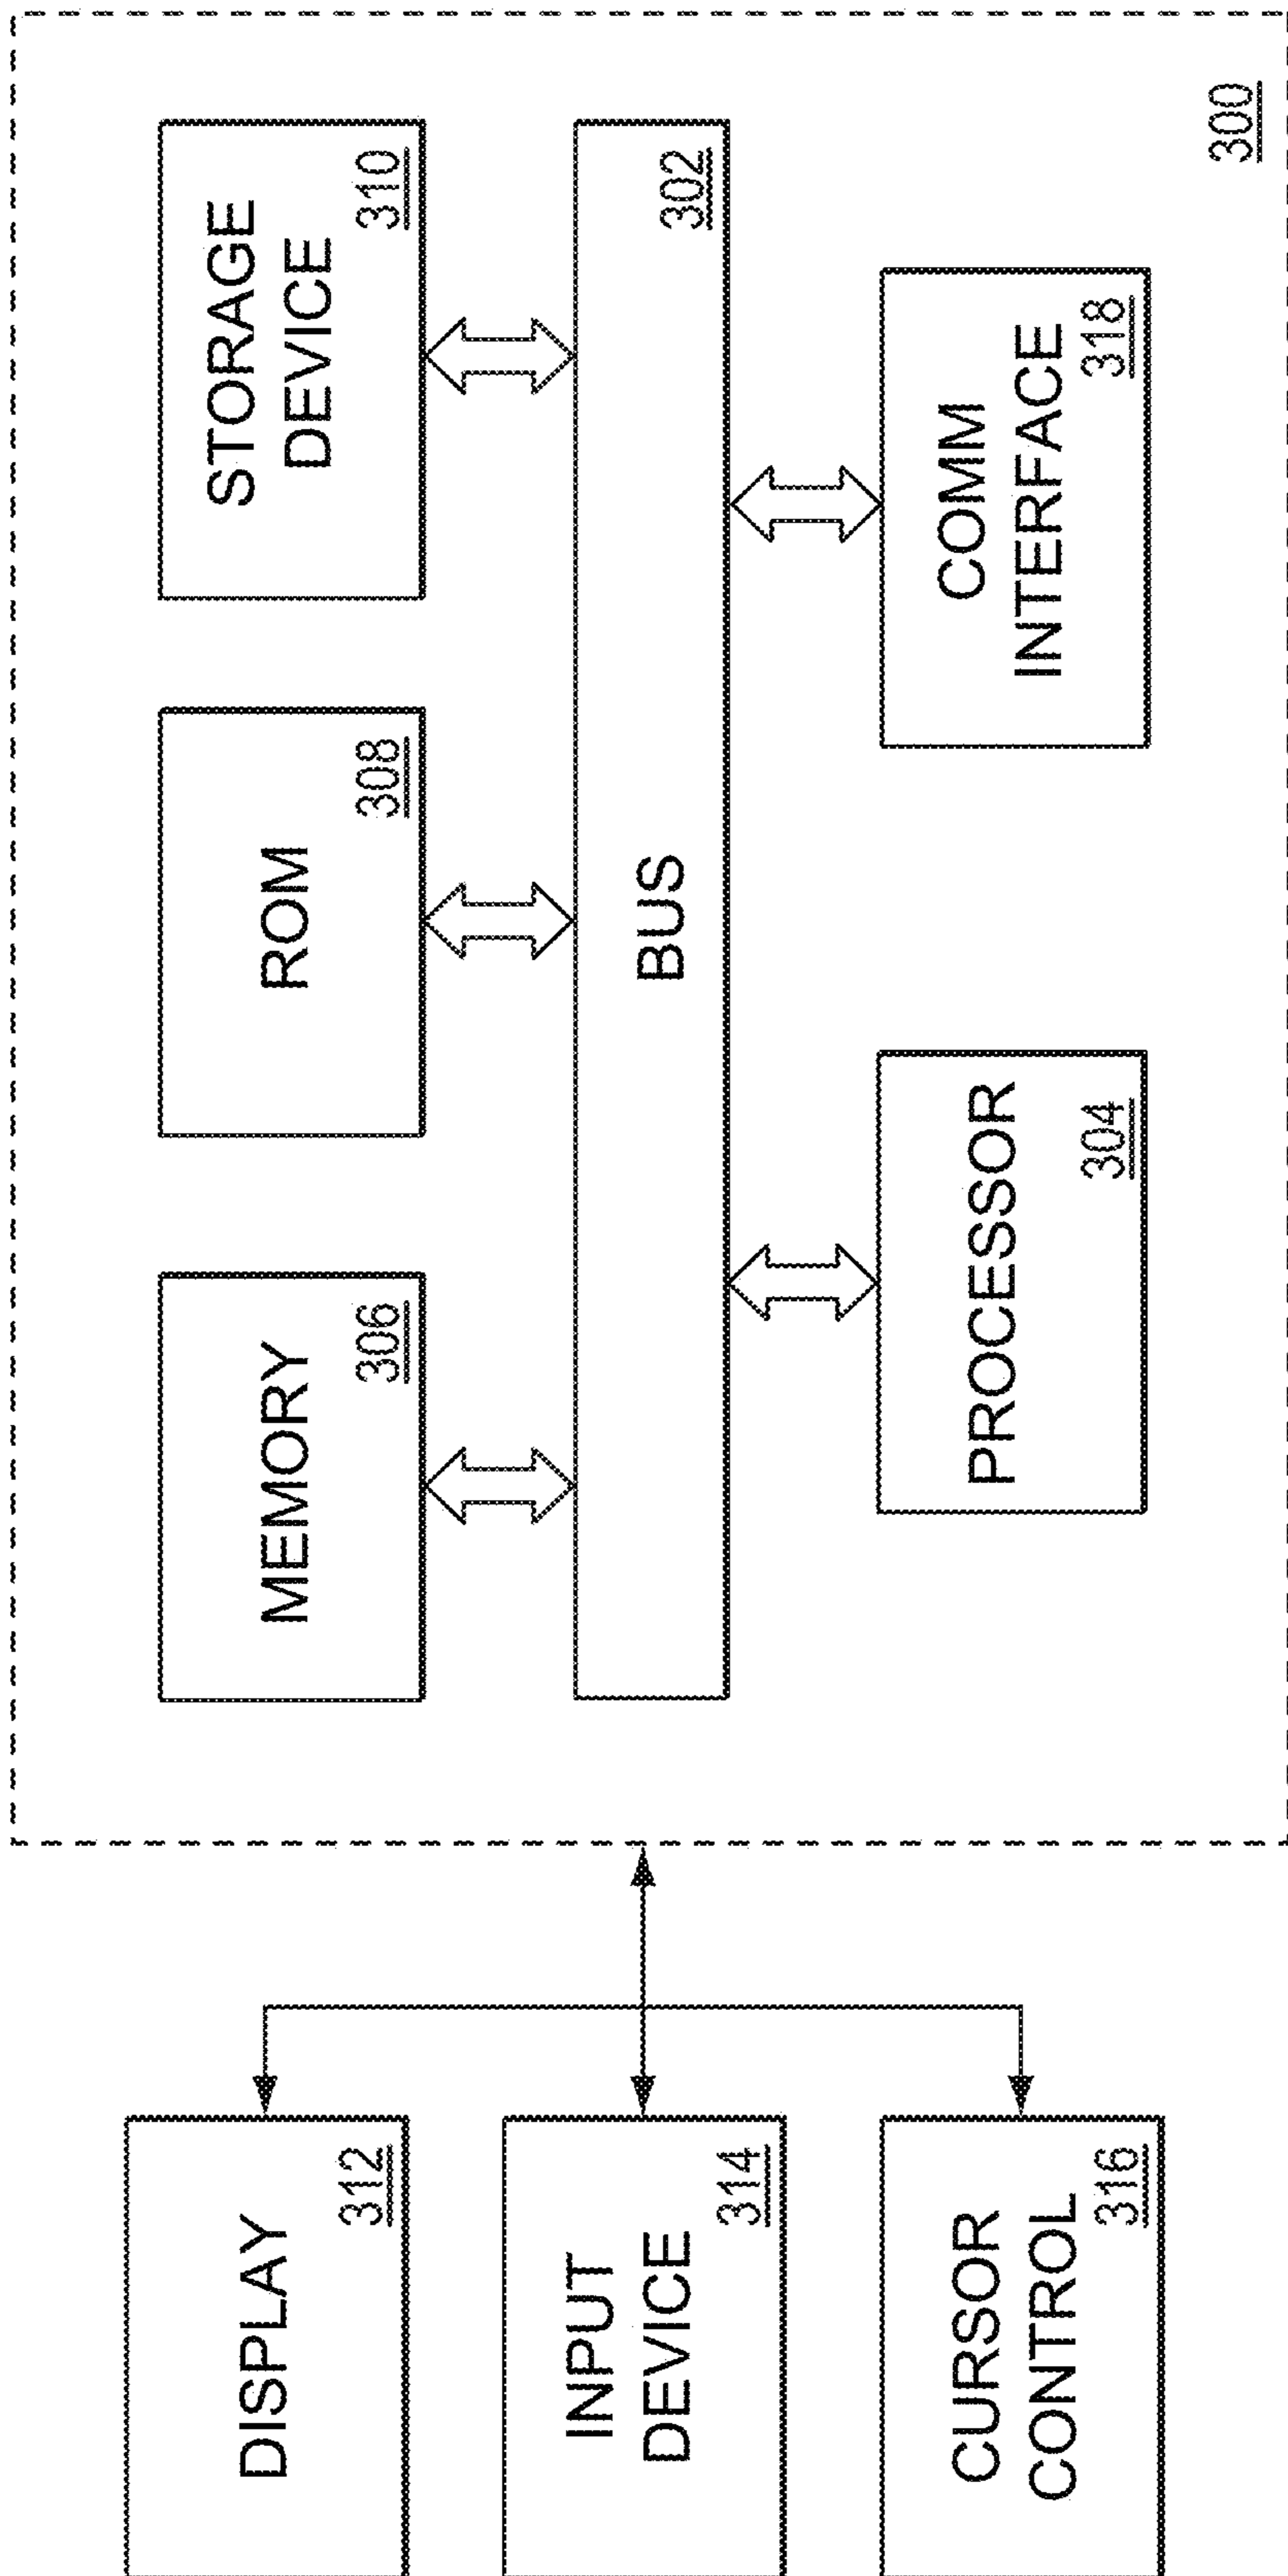 DISPLAY
312
INPUT
DEVICE
314
CURSOR
CONTROL
316
MEMORY
306
ROM
308
STORAGE
DEVICE
310
BUS
302
PROCESSOR
304
COMM
INTERFACE
318
300